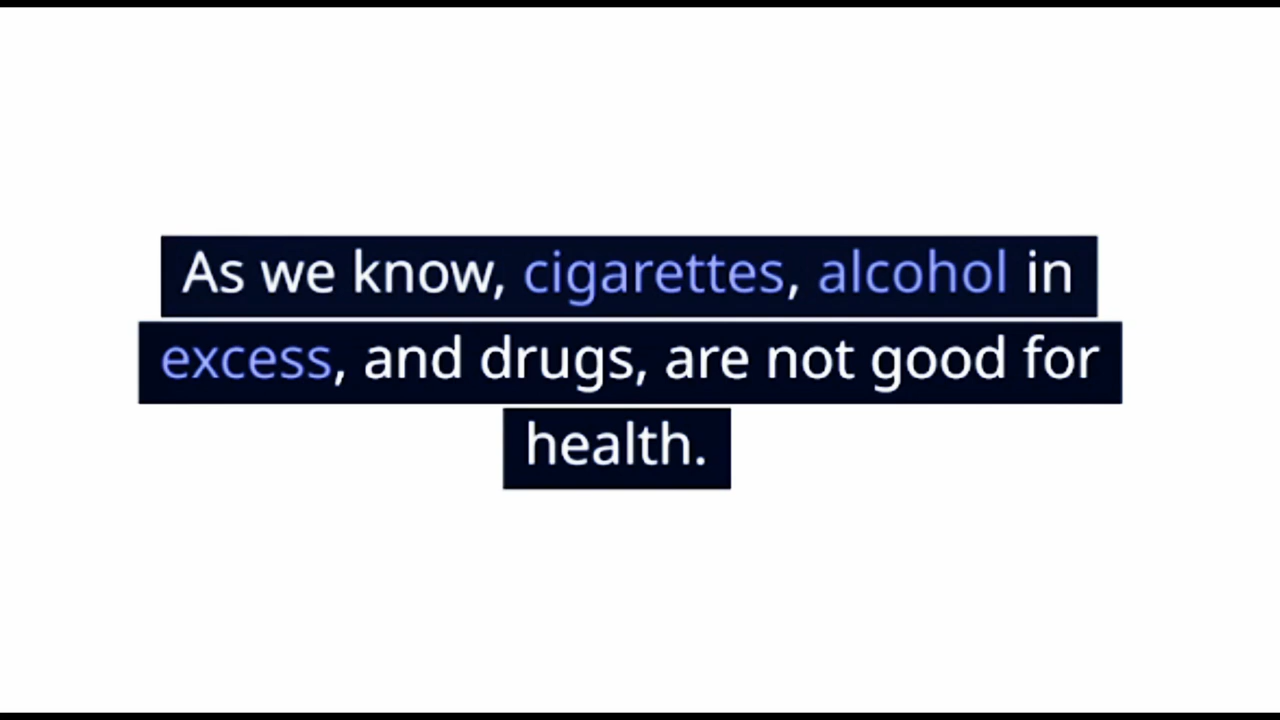 As we know, cigarettes, alcohol in
excess, and drugs, are not good for
health.